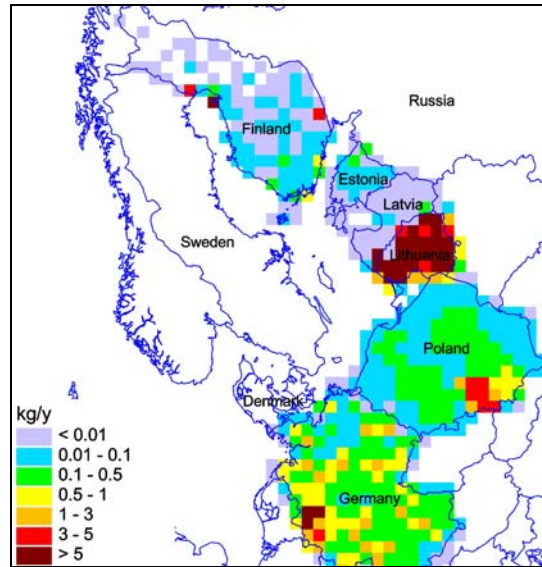 Russia
Finland
Estonia
Latvia
Sweden
Lithuania
Poland
Denmark
Germany
kg/y
< 0.01
0.01 - 0.1
0.1 - 0.5
0.5 - 1
1 - 3
3 - 5
> 5